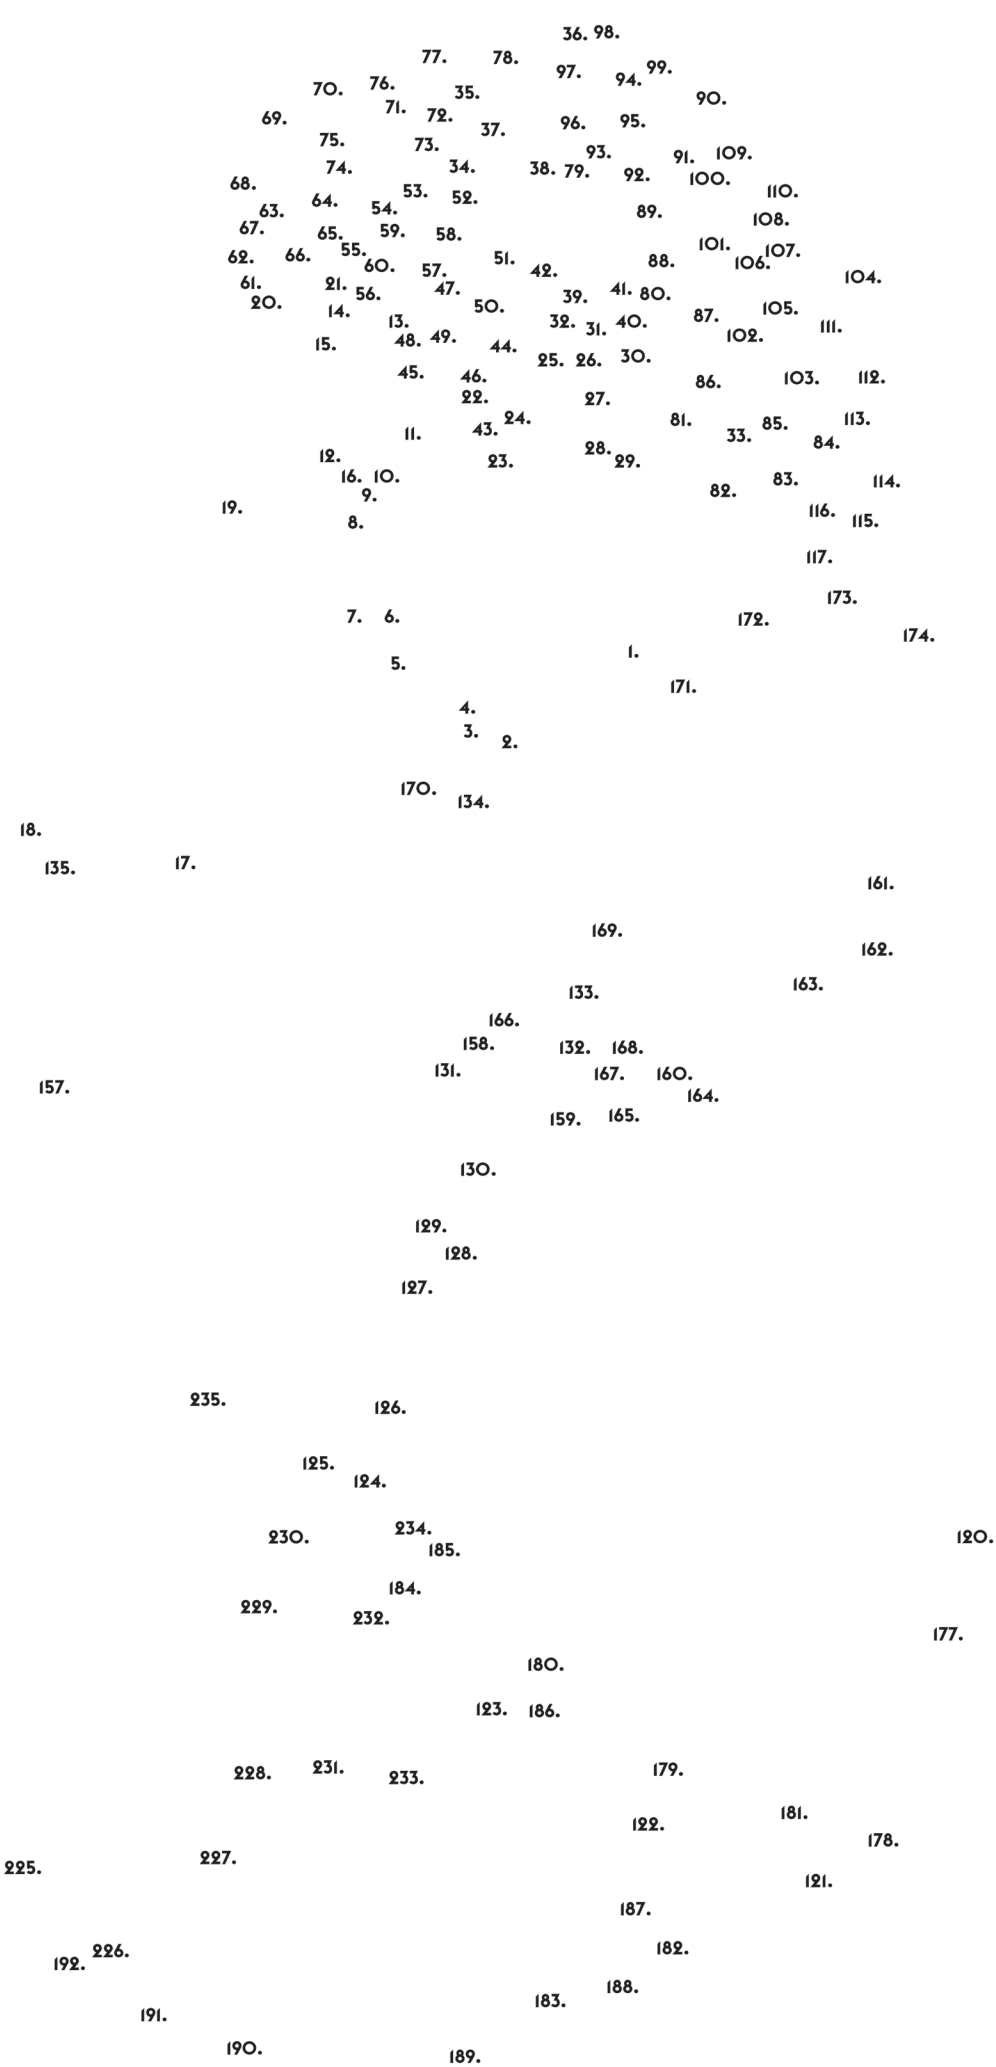 36. 98.
77. 78.
97. 94. 99.
70. 76. 35. 90.
69. 71. 72. 37. 96. 95.
75. 73. 93. 91. 109.
74. 34. 38. 79. 92. 100.
68. 64. 53. 52. 110.
63. 54. 89. 108.
67. 65. 59. 58. 101. 107.
62. 66. 55. 60. 57. 51. 42. 88. 106.
61. 21. 56. 47. 39. 41. 80. 104.
20. 14. 13. 50. 32. 31. 40. 87. 105.
15. 48. 49. 44. 25. 26. 30. 102. 111.
45. 46. 86. 103. 112.
22. 27.
11. 43. 24. 81. 33. 85. 113.
12. 23. 28. 29. 84.
16. 10. 82. 83. 114.
19. 9.
8. 116. 115.
117.
173.
7. 6. 172.
1. 174.
5. 171.
4.
3. 2.
170. 134.
18.
135. 17.
161.
169. 162.
133. 163.
166.
158. 132. 168.
157. 131. 167. 160.
159. 165. 164.
130.
129.
128.
127.
235. 126.
125.
124.
230. 234. 120.
185.
229. 184.
232. 177.
180.
123. 186.
228. 231. 233. 179.
122. 181.
225. 227. 178.
121.
187.
192. 226. 182.
191. 183. 188.
190. 189.